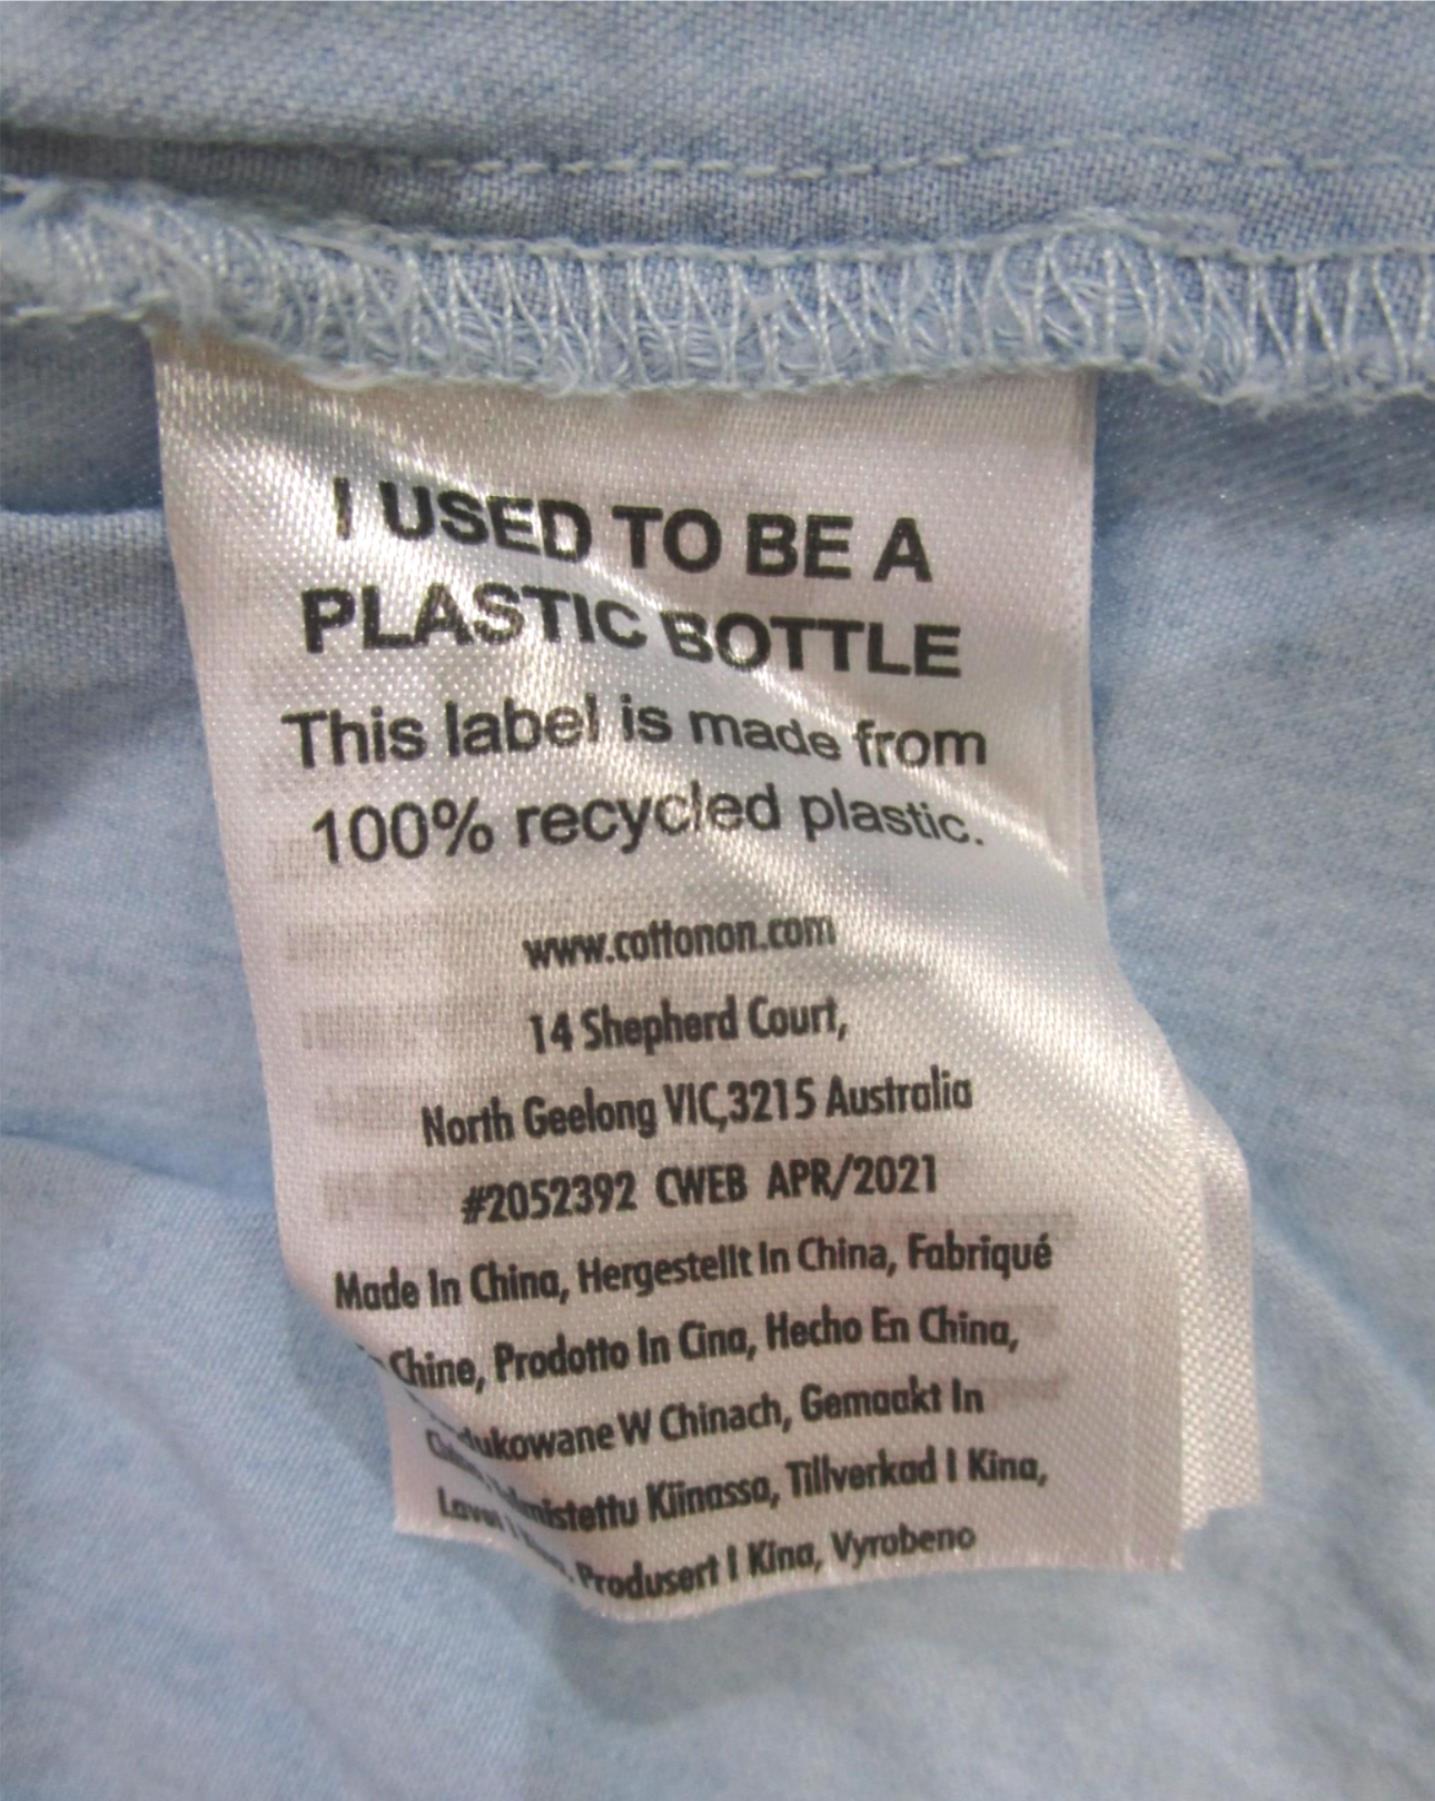 I USED TO BE A
PLASTIC BOTTLE
This label is made from
100% recycled plastic.
www.cottonon.com
14 Shepherd Court,
North Geelong VIC,3215 Australia
#2052392 CWEB APR/2021
Made In China, Hergestellt In China, Fabriqué
Chine, Prodotto In Cina, Hecho En China,
W Chinach, Gemaakt In
Kiinassa, Tillverkad I Kina,
Produsert I Kina, Vyrobeno